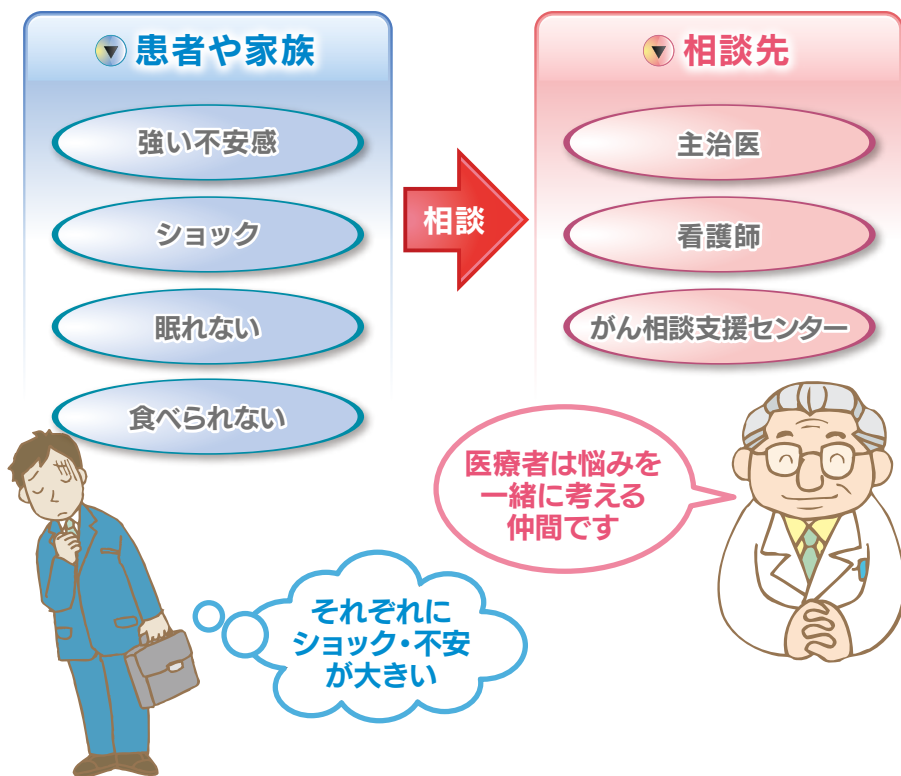 患者や家族
強い不安感
ショック
眠れない
食べられない
相談
相談先
主治医
看護師
がん相談支援センター
医療者は悩みを
一緒に考える
仲間です
それぞれに
ショック・不安
が大きい